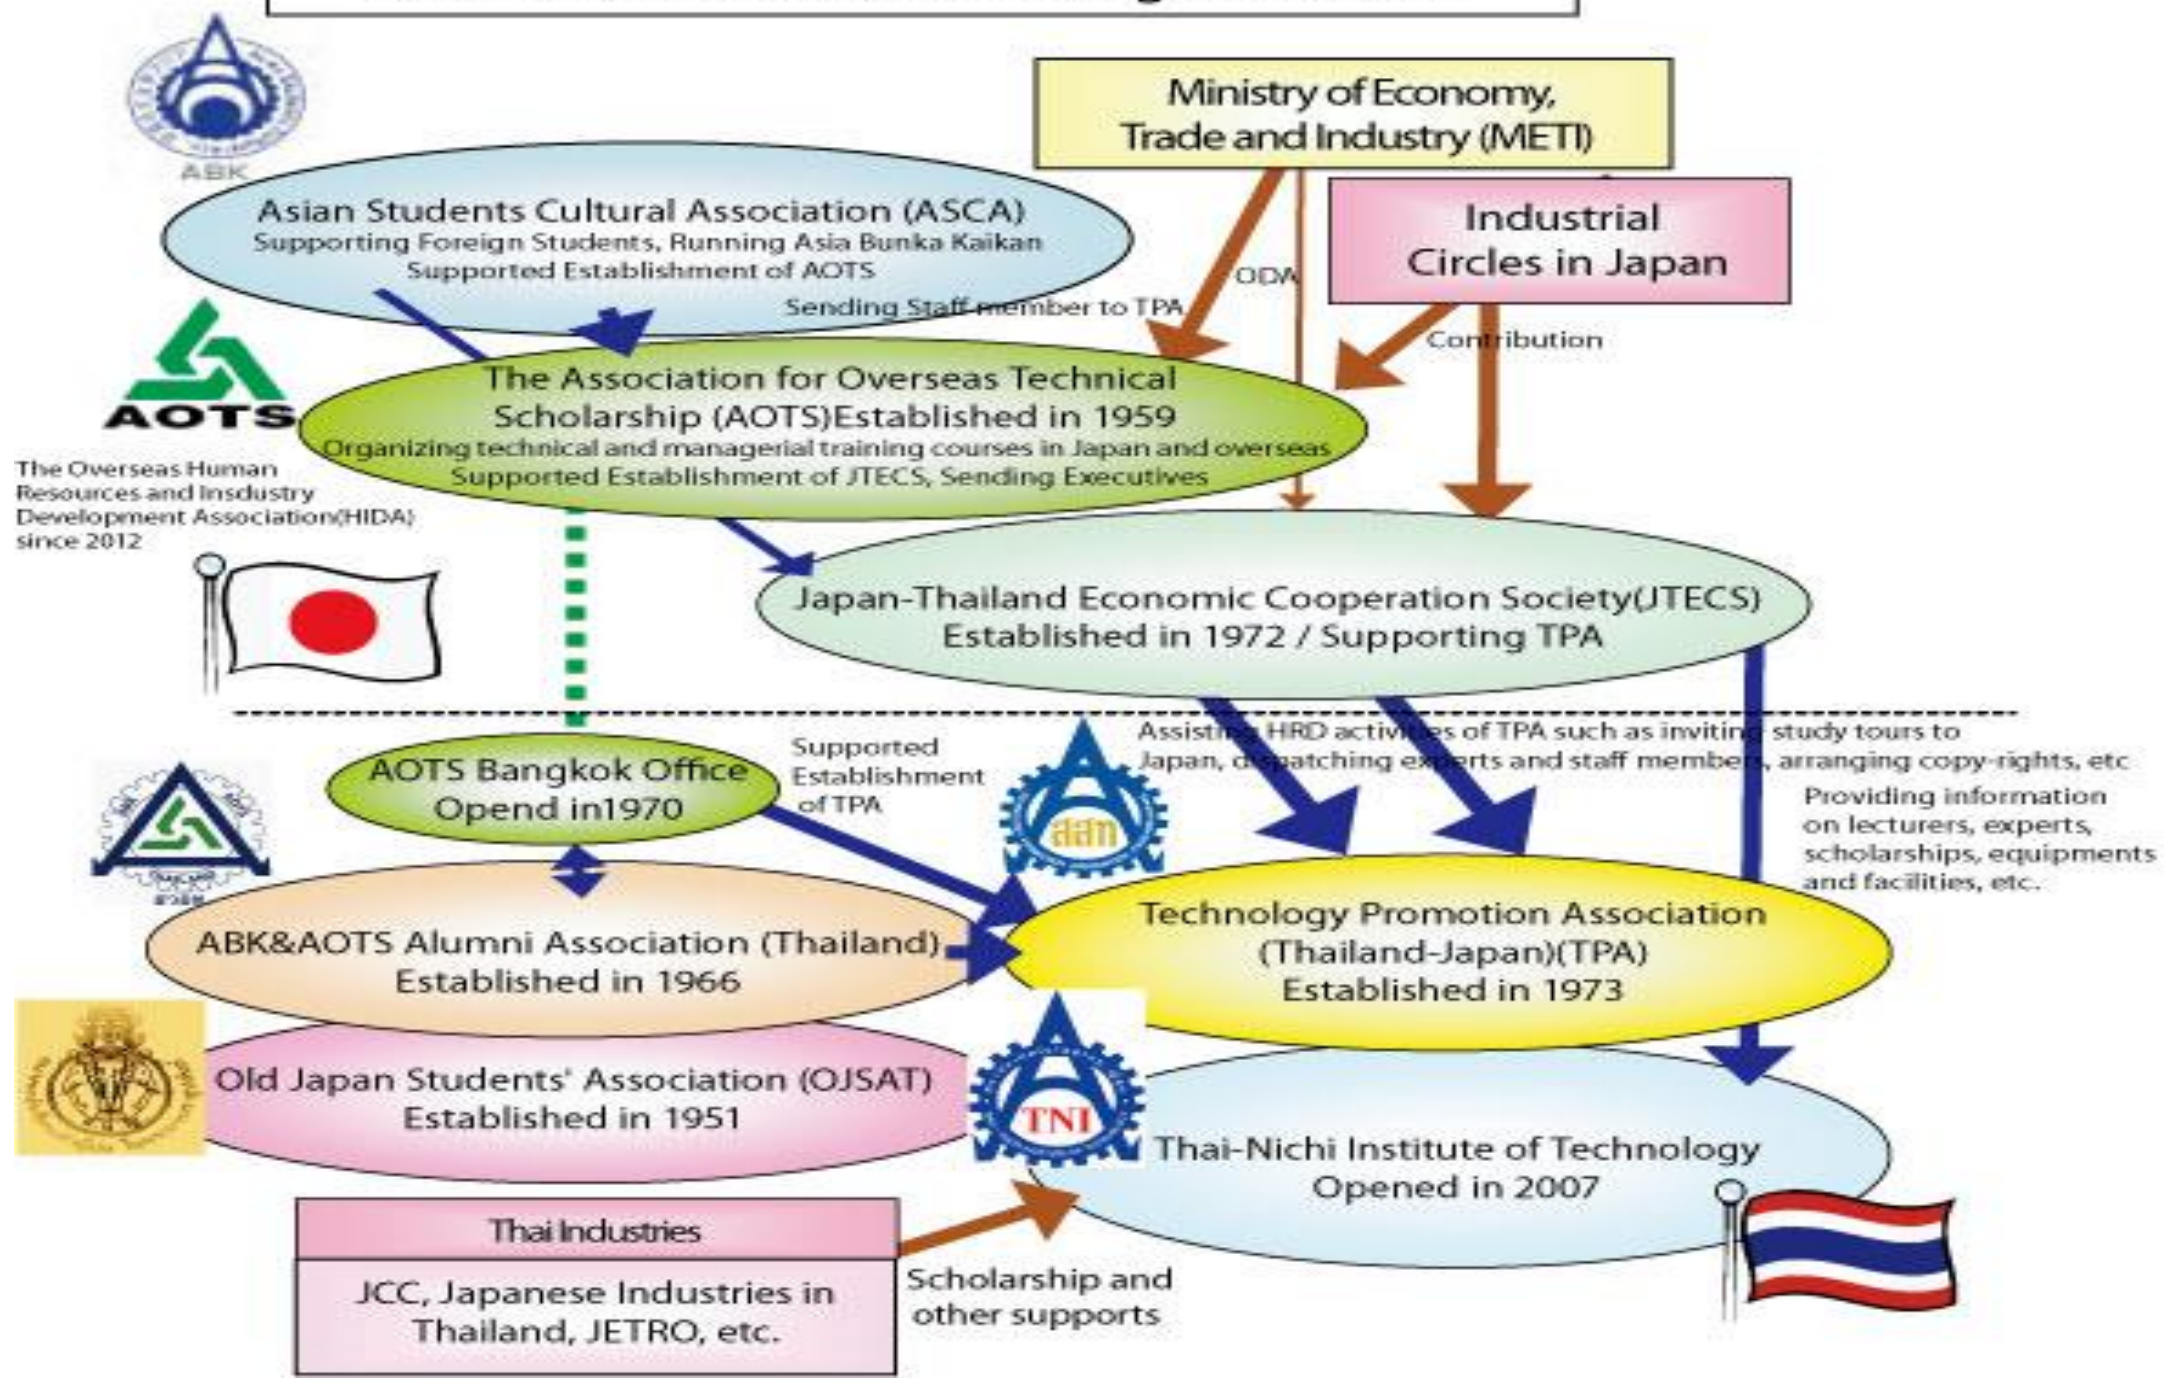 ABK
Ministry of Economy,
Trade and Industry (METI)
Asian Students Cultural Association (ASCA)
Supporting Foreign Students, Running Asia Bunka Kaikan
Supported Establishment of AOTS
Industrial
Circles in Japan
ODA
Sending Staff member to TPA
Contribution
AOTS
The Association for Overseas Technical
Scholarship (AOTS)Established in 1959
Organizing technical and managerial training courses in Japan and overseas
Supported Establishment of JTECS, Sending Executives
The Overseas Human
Resources and Insdustry
Development Association(HIDA)
since 2012
Japan-Thailand Economic Cooperation Society(JTECS)
Established in 1972 / Supporting TPA
Assisting HRD activities of TPA such as inviting study tours to
Japan, dispatching experts and staff members, arranging copy-rights, etc
Supported
Establishment
of TPA
AOTS Bangkok Office
Opend in1970
Providing information
on lecturers, experts,
scholarships, equipments
and facilities, etc.
สสท
ABK&AOTS Alumni Association (Thailand)
Established in 1966
Technology Promotion Association
(Thailand-Japan)(TPA)
Established in 1973
Old Japan Students' Association (OJSAT)
Established in 1951
TNI
Thai-Nichi Institute of Technology
Opened in 2007
Thai Industries
JCC, Japanese Industries in
Thailand, JETRO, etc.
Scholarship and
other supports